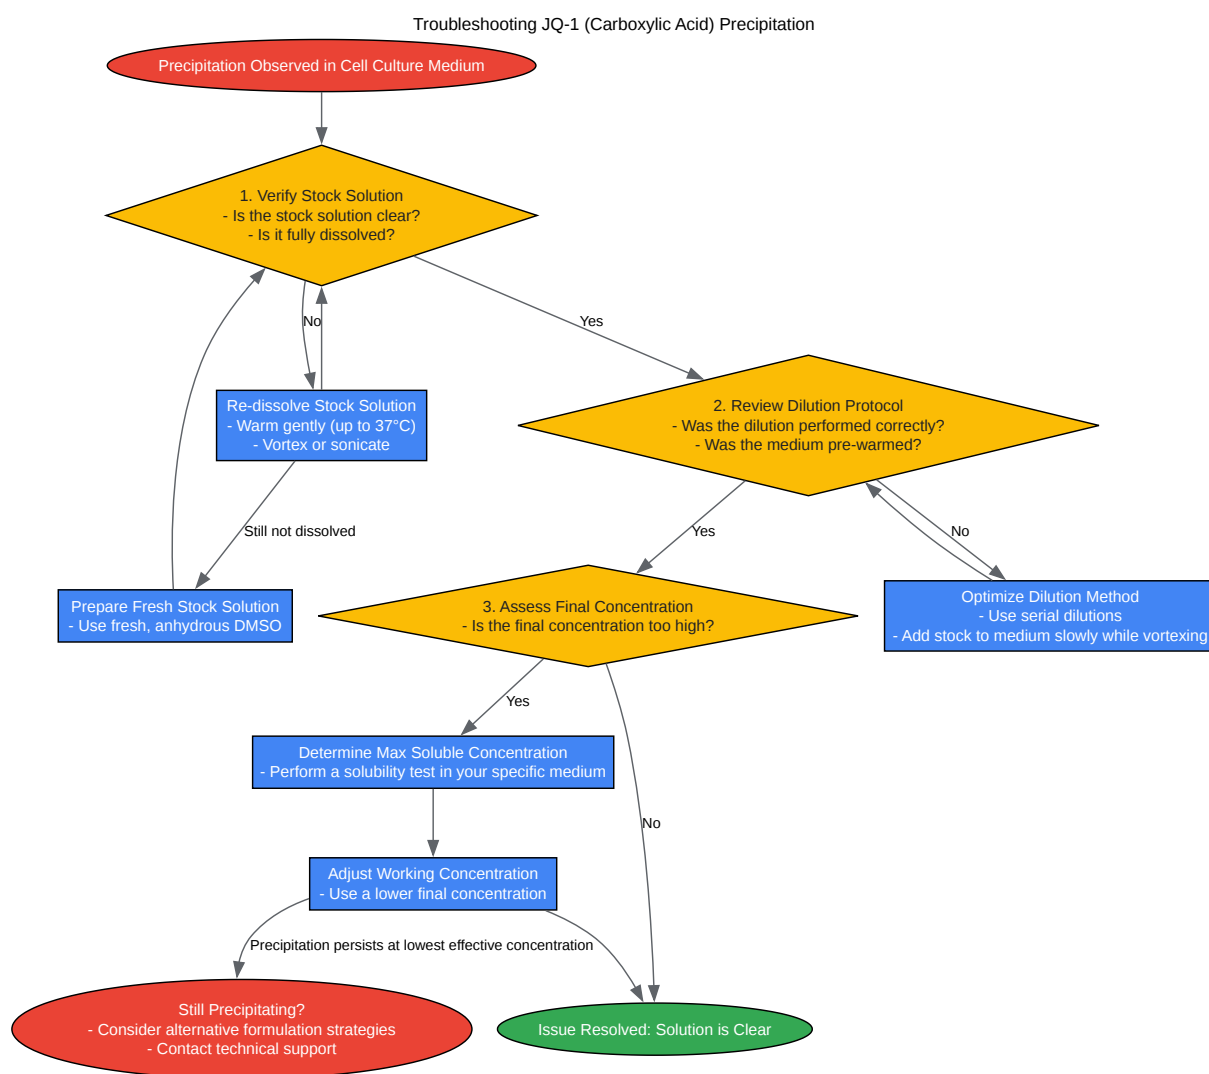 Troubleshooting JQ-1 (Carboxylic Acid) Precipitation
Precipitation Observed in Cell Culture Medium
1. Verify Stock Solution
- Is the stock solution clear?
- Is it fully dissolved?
No
Yes
Re-dissolve Stock Solution
- Warm gently (up to 37°C)
- Vortex or sonicate
2. Review Dilution Protocol
- Was the dilution performed correctly?
- Was the medium pre-warmed?
Still not dissolved
Yes
No
Prepare Fresh Stock Solution
- Use fresh, anhydrous DMSO
3. Assess Final Concentration
- Is the final concentration too high?
Optimize Dilution Method
- Use serial dilutions
- Add stock to medium slowly while vortexing
Yes
Determine Max Soluble Concentration
- Perform a solubility test in your specific medium
No
Adjust Working Concentration
- Use a lower final concentration
Precipitation persists at lowest effective concentration
Still Precipitating?
- Consider alternative formulation strategies
- Contact technical support
Issue Resolved: Solution is Clear